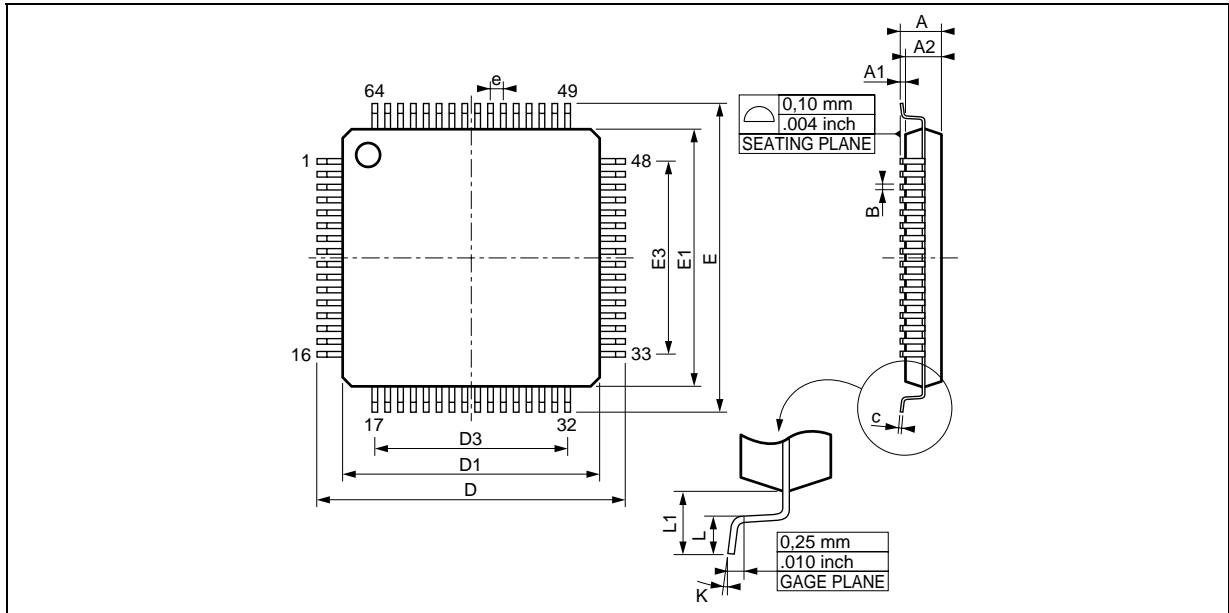 A
A2
A1
e
64
49
0,10 mm
.004 inch
SEATING PLANE
1
48
B
E3
E1
E
16
33
17
32
D3
D1
D
c
L1
L
K
0,25 mm
.010 inch
GAGE PLANE